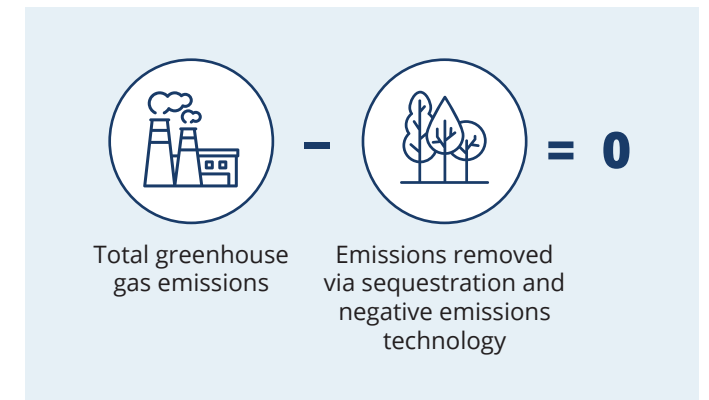 – = 0
Total greenhouse
gas emissions
Emissions removed
via sequestration and
negative emissions
technology